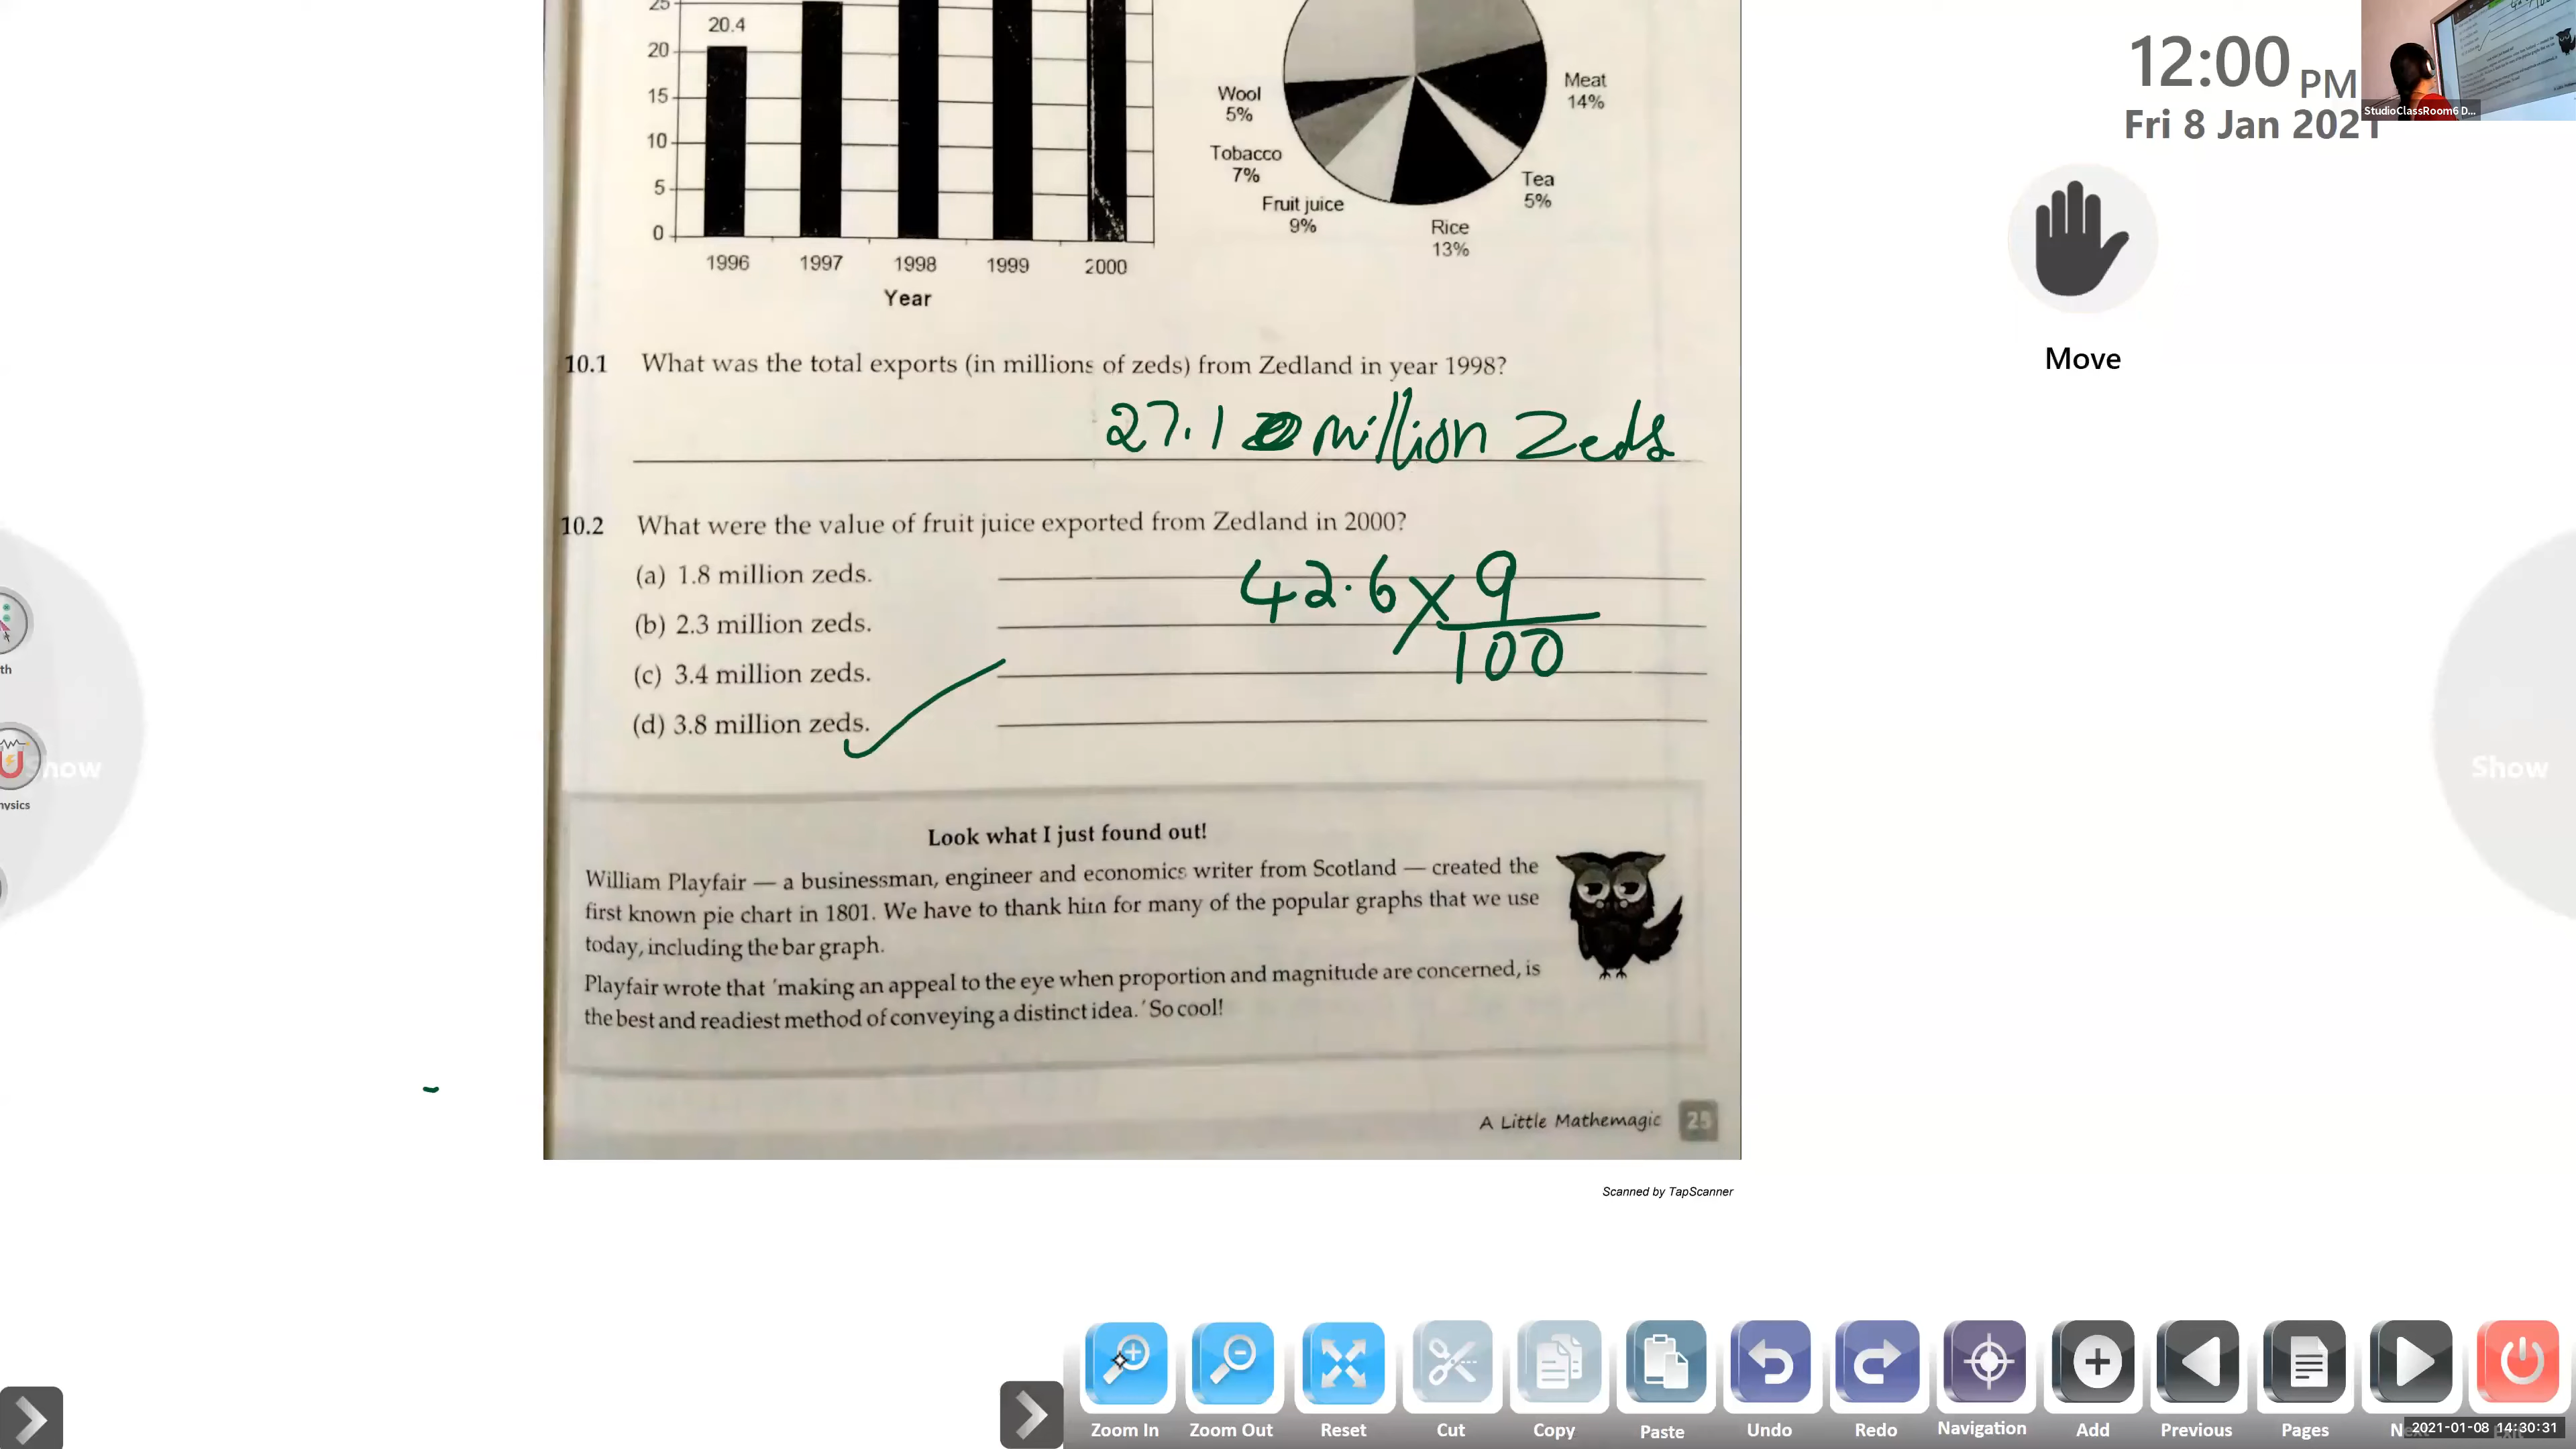 25
20.4
20
15
10
5
0
1996 1997 1998 1999 2000
Year
Wool
5%
Tobacco
7%
Fruit juice
9%
Rice
13%
Tea
5%
Meat
14%
10.1 What was the total exports (in millions of zeds) from Zedland in year 1998?
27.1 million Zeds
10.2 What were the value of fruit juice exported from Zedland in 2000?
(a) 1.8 million zeds.
(b) 2.3 million zeds.
(c) 3.4 million zeds.
(d) 3.8 million zeds.
42.6 x 9
100
Look what I just found out!
William Playfair — a businessman, engineer and economics writer from Scotland — created the
first known pie chart in 1801. We have to thank him for many of the popular graphs that we use
today, including the bar graph.
Playfair wrote that 'making an appeal to the eye when proportion and magnitude are concerned, is
the best and readiest method of conveying a distinct idea.' So cool!
A Little Mathemagic 25
Scanned by TapScanner
12:00 PM
Fri 8 Jan 2021
StudioClassRoom6 D...
Move
th
Show
hysics
Show
Zoom In Zoom Out Reset Cut Copy Paste Undo Redo Navigation Add Previous Pages
2021-01-08 14:30:31